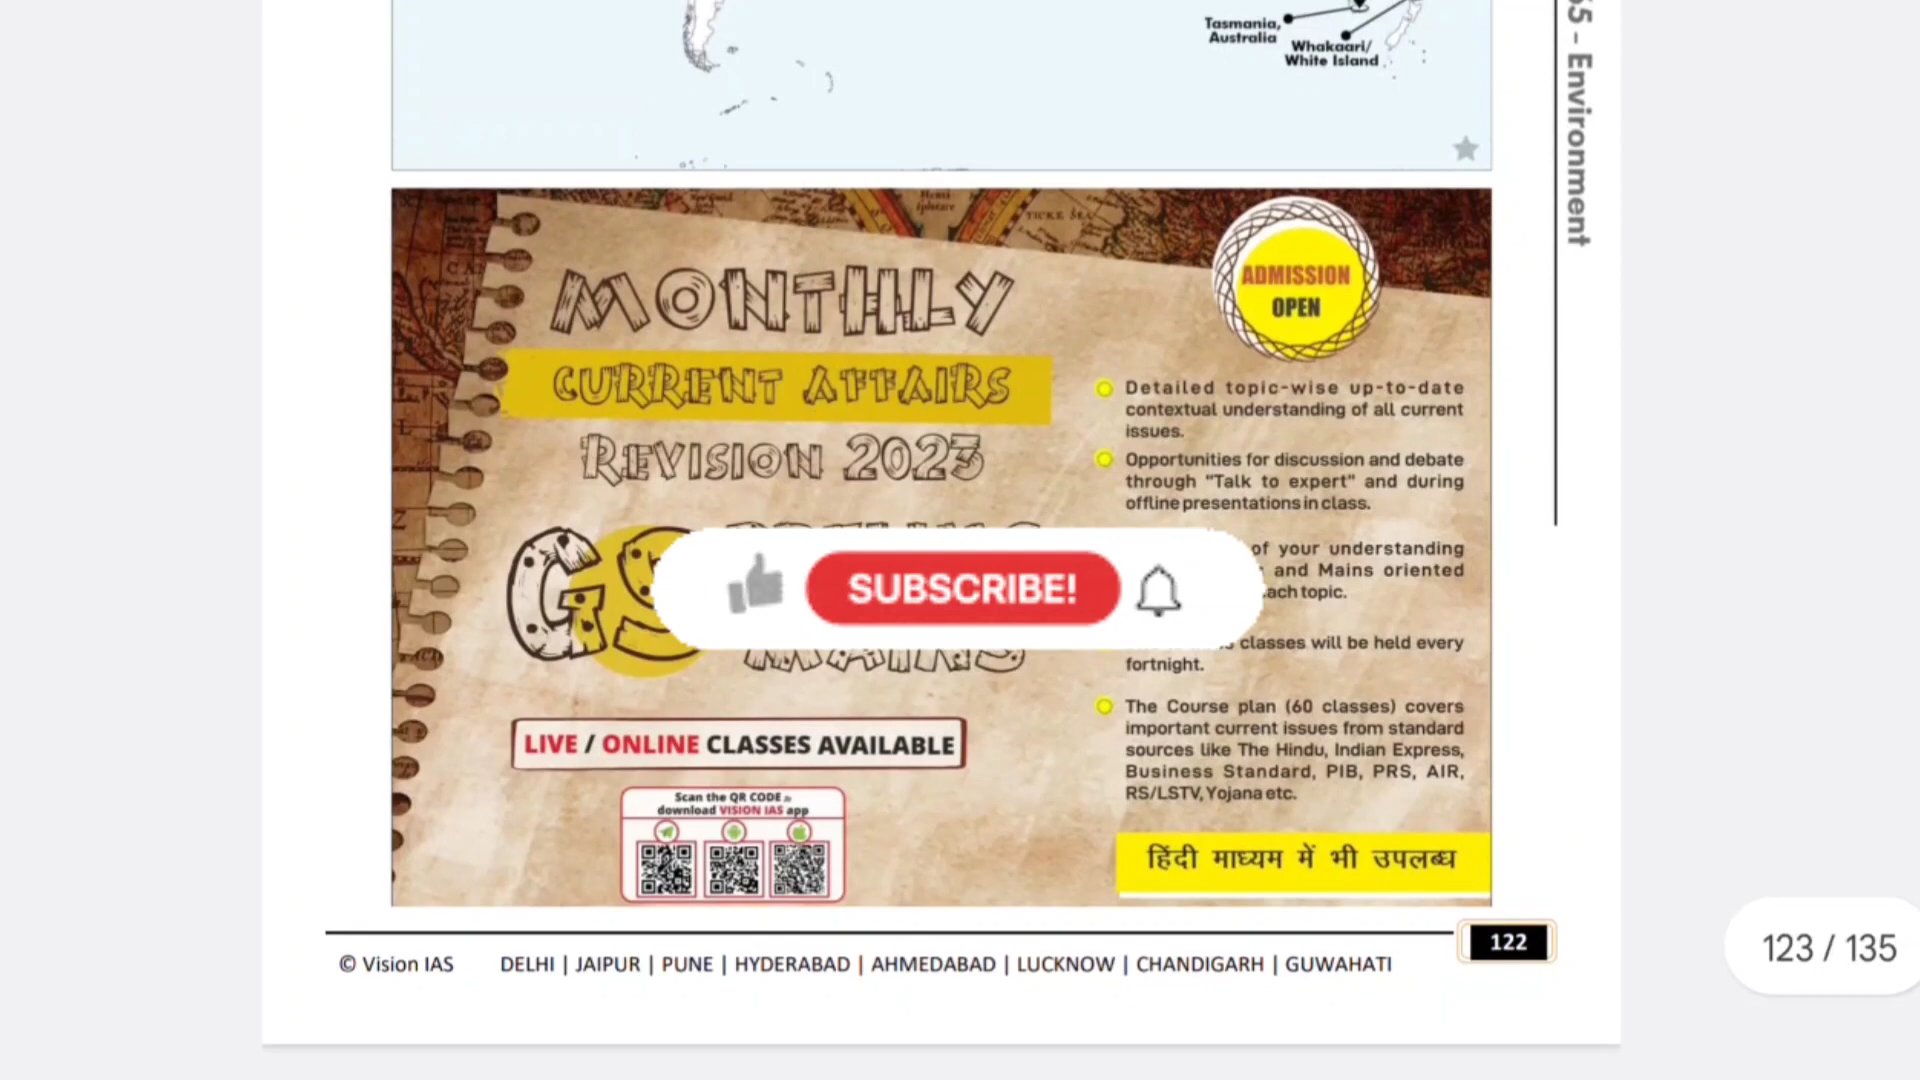 Tasmania,
Australia
Whakaari/
White Island
65 – Environment
MONTHLY
CURRENT AFFAIRS
REVISION 2023
GS
MAINS
ADMISSION
OPEN
Detailed topic-wise up-to-date
contextual understanding of all current
issues.
Opportunities for discussion and debate
through “Talk to expert” and during
offline presentations in class.
of your understanding
and Mains oriented
topic.
classes will be held every
fortnight.
The Course plan (60 classes) covers
important current issues from standard
sources like The Hindu, Indian Express,
Business Standard, PIB, PRS, AIR,
RS/LSTV, Yojana etc.
SUBSCRIBE!
LIVE / ONLINE CLASSES AVAILABLE
Scan the QR CODE to
download VISION IAS app
हिंदी माध्यम में भी उपलब्ध
122
© Vision IAS DELHI | JAIPUR | PUNE | HYDERABAD | AHMEDABAD | LUCKNOW | CHANDIGARH | GUWAHATI
123 / 135